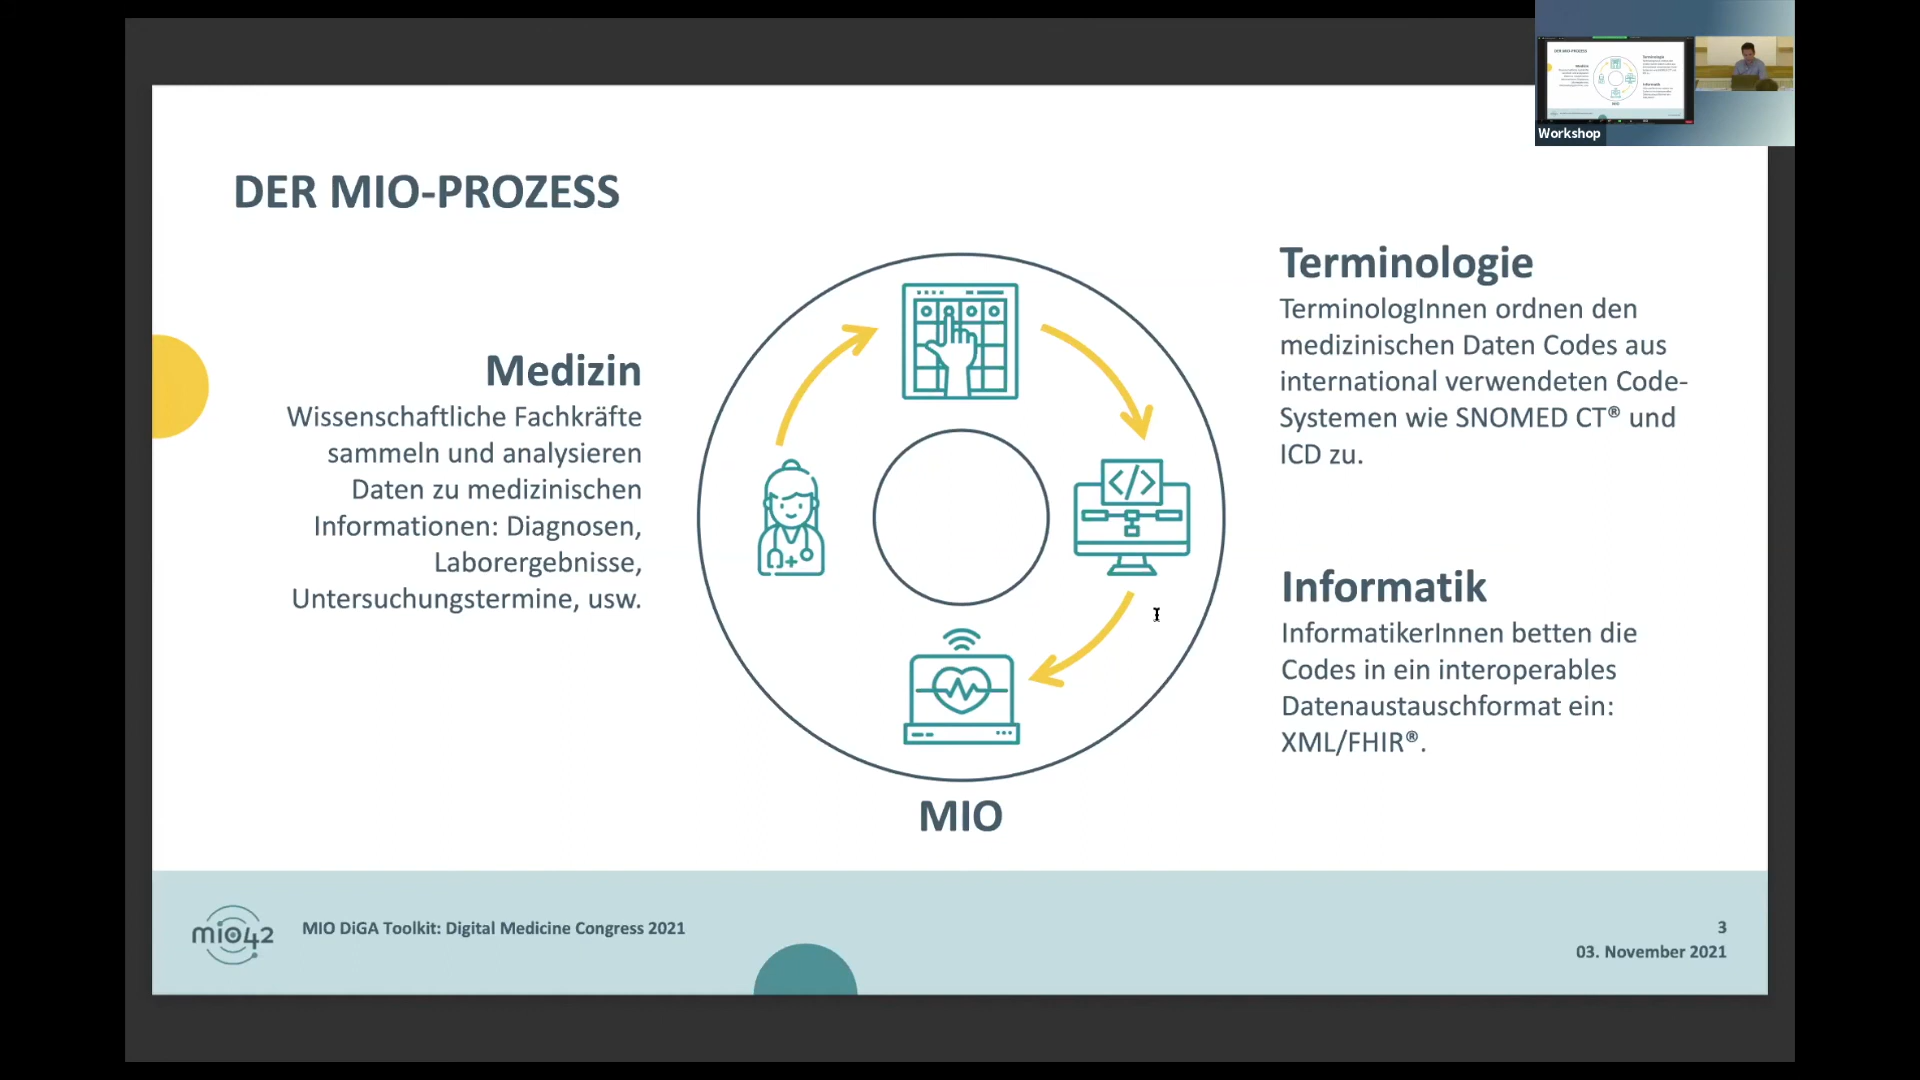 Workshop
DER MIO-PROZESS
Medizin
Wissenschaftliche Fachkräfte
sammeln und analysieren
Daten zu medizinischen
Informationen: Diagnosen,
Laborergebnisse,
Untersuchungstermine, usw.
Terminologie
TerminologInnen ordnen den
medizinischen Daten Codes aus
international verwendeten Code-
Systemen wie SNOMED CT® und
ICD zu.
Informatik
InformatikerInnen betten die
Codes in ein interoperables
Datenaustauschformat ein:
XML/FHIR®.
</>
MIO
mio42
MIO DiGA Toolkit: Digital Medicine Congress 2021
3
03. November 2021